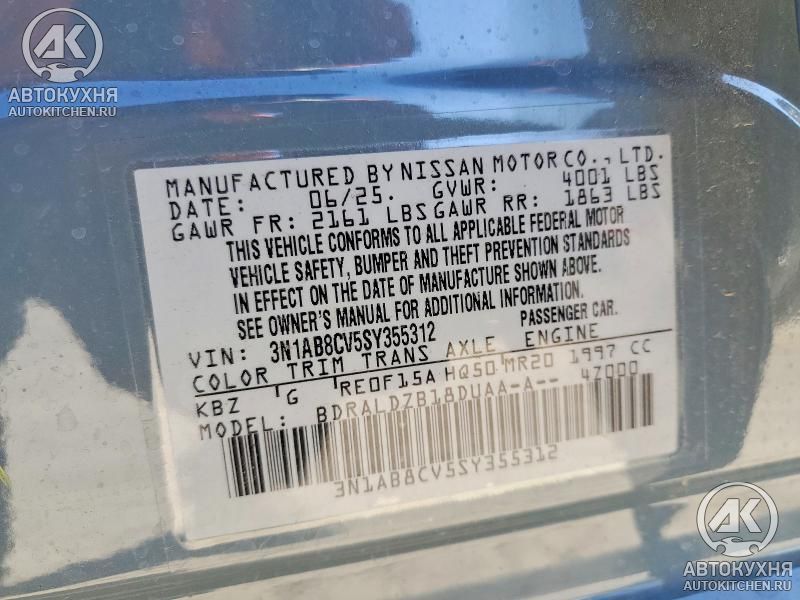 АК
АВТОКУХНЯ
AUTOKITCHEN.RU
MANUFACTURED BY NISSAN MOTOR CO., LTD.
DATE: 06/25. GVWR: 4001 LBS
GAWR FR: 2161 LBS GAWR RR: 1863 LBS
THIS VEHICLE CONFORMS TO ALL APPLICABLE FEDERAL MOTOR
VEHICLE SAFETY, BUMPER AND THEFT PREVENTION STANDARDS
IN EFFECT ON THE DATE OF MANUFACTURE SHOWN ABOVE.
SEE OWNER'S MANUAL FOR ADDITIONAL INFORMATION.
VIN: 3N1AB8CV5SY355312 PASSENGER CAR.
COLOR TRIM TRANS AXLE ENGINE
KBZ G RE0F15A HQ50 MR20 1997 CC
MODEL: BDRALDZB18DUAA-A-- 4Z000
3N1AB8CV5SY355312
АК
АВТОКУХНЯ
AUTOKITCHEN.RU